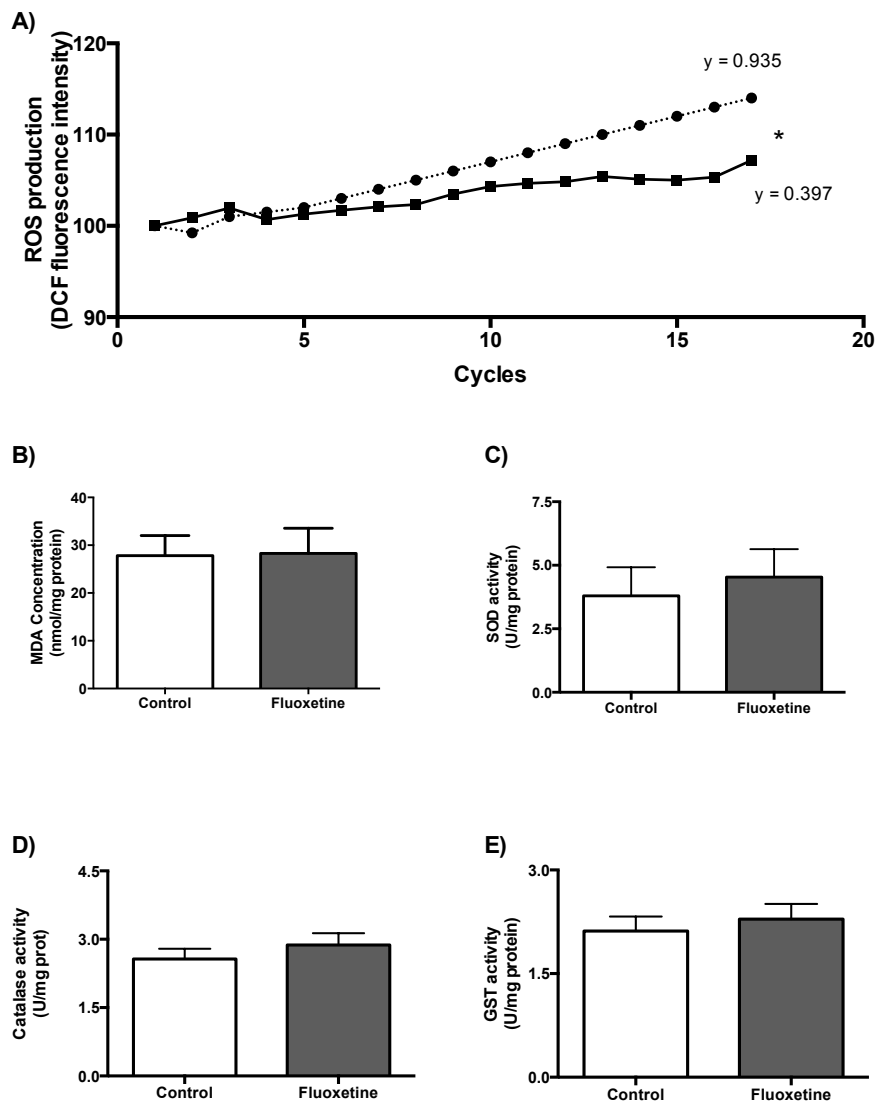 A)
ROS production
(DCF fluorescence intensity)
120
110
100
90
0
5
10
15
20
Cycles
y = 0.935
*
y = 0.397
B)
MDA Concentration
(nmol/mg protein)
40
30
20
10
0
Control
Fluoxetine
C)
SOD activity
(U/mg protein)
7.5
5.0
2.5
0.0
Control
Fluoxetine
D)
Catalase activity
(U/mg prot)
4.5
3.0
1.5
0.0
Control
Fluoxetine
E)
GST activity
(U/mg protein)
3.0
1.5
0.0
Control
Fluoxetine